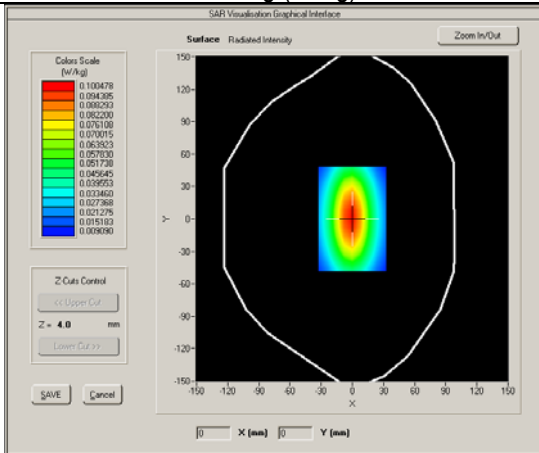 SAR Visualisation Graphical Interface
Surface Radiated Intensity
Zoom In/Out
Colors Scale
(W/kg)
0.100478
0.094385
0.088293
0.082200
0.076108
0.070015
0.063923
0.057830
0.051738
0.045645
0.039553
0.033460
0.027368
0.021275
0.015183
0.009090
150
120
90
60
30
0
-30
-60
-90
-120
-150
Y
-150 -120 -90 -60 -30 0 30 60 90 120 150
X
Z-Cuts Control
<< Upper Cut
Z = 4.0 mm
Lower Cut >>
SAVE Cancel
0 X (mm) 0 Y (mm)